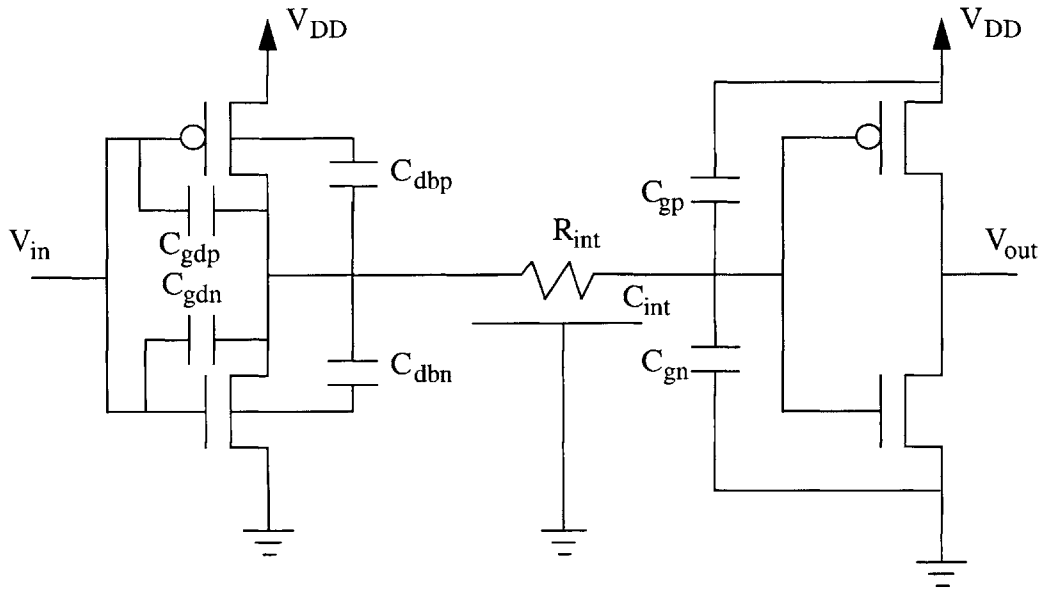 V_DD
V_DD
C_dbp
C_gp
V_in
C_gdp
R_int
V_out
C_gdn
C_int
C_dbn
C_gn